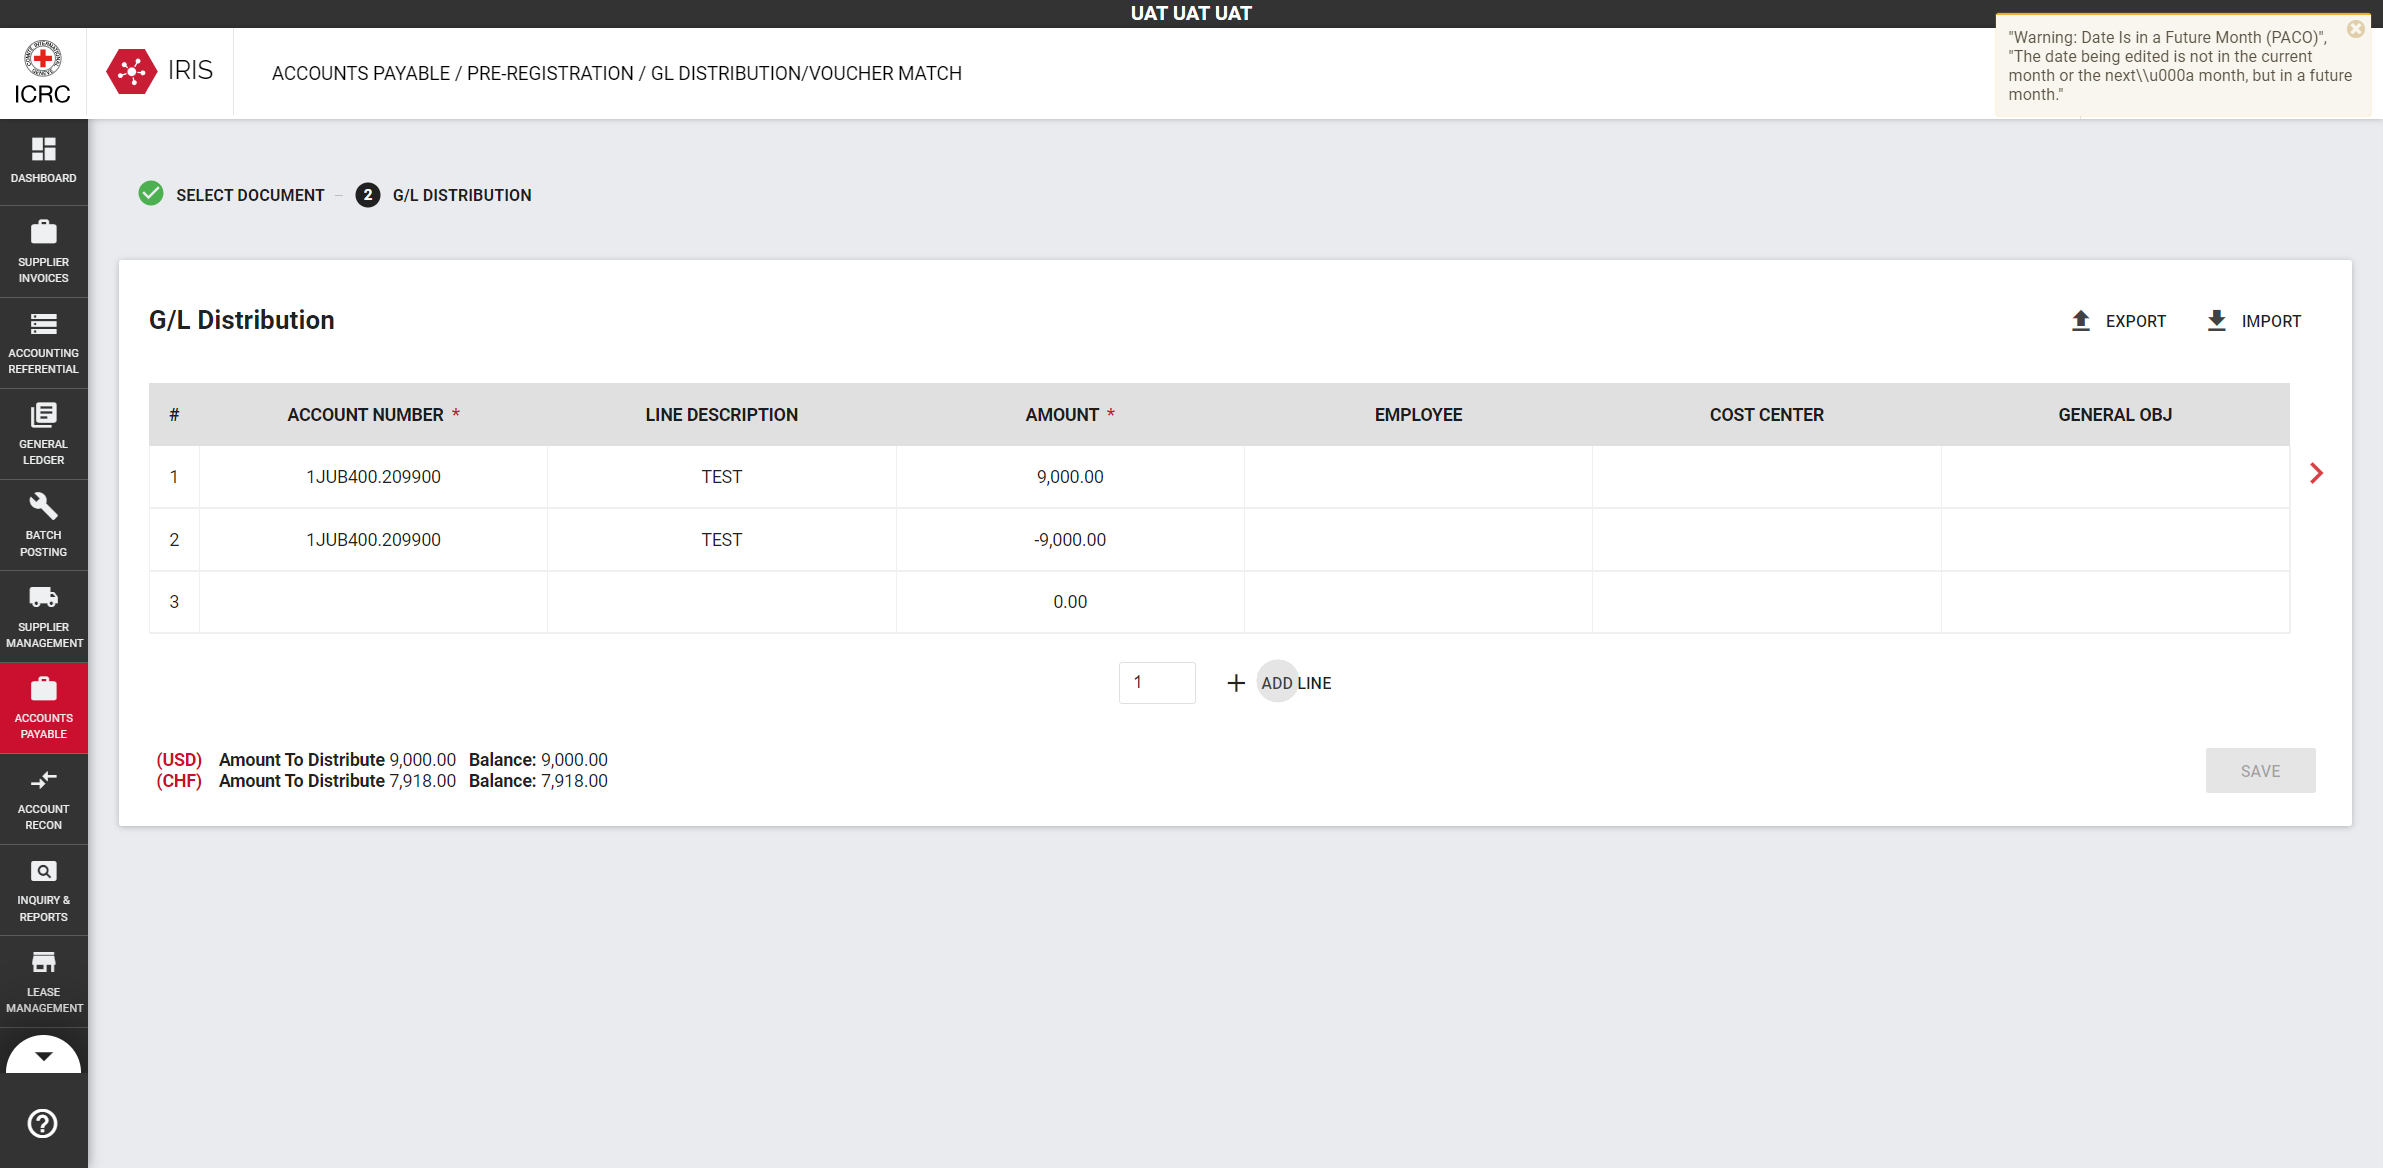 UAT UAT UAT
ICRC
IRIS
ACCOUNTS PAYABLE / PRE-REGISTRATION / GL DISTRIBUTION/VOUCHER MATCH
"Warning: Date Is in a Future Month (PACO)",
"The date being edited is not in the current
month or the next\\u000a month, but in a future
month."
DASHBOARD
SUPPLIER
INVOICES
ACCOUNTING
REFERENTIAL
GENERAL
LEDGER
BATCH
POSTING
SUPPLIER
MANAGEMENT
ACCOUNTS
PAYABLE
ACCOUNT
RECON
INQUIRY &
REPORTS
LEASE
MANAGEMENT
SELECT DOCUMENT – 2 G/L DISTRIBUTION
G/L Distribution
EXPORT IMPORT
# ACCOUNT NUMBER * LINE DESCRIPTION AMOUNT * EMPLOYEE COST CENTER GENERAL OBJ
1 1JUB400.209900 TEST 9,000.00
2 1JUB400.209900 TEST -9,000.00
3 0.00
1 + ADD LINE
(USD) Amount To Distribute 9,000.00 Balance: 9,000.00
(CHF) Amount To Distribute 7,918.00 Balance: 7,918.00
SAVE